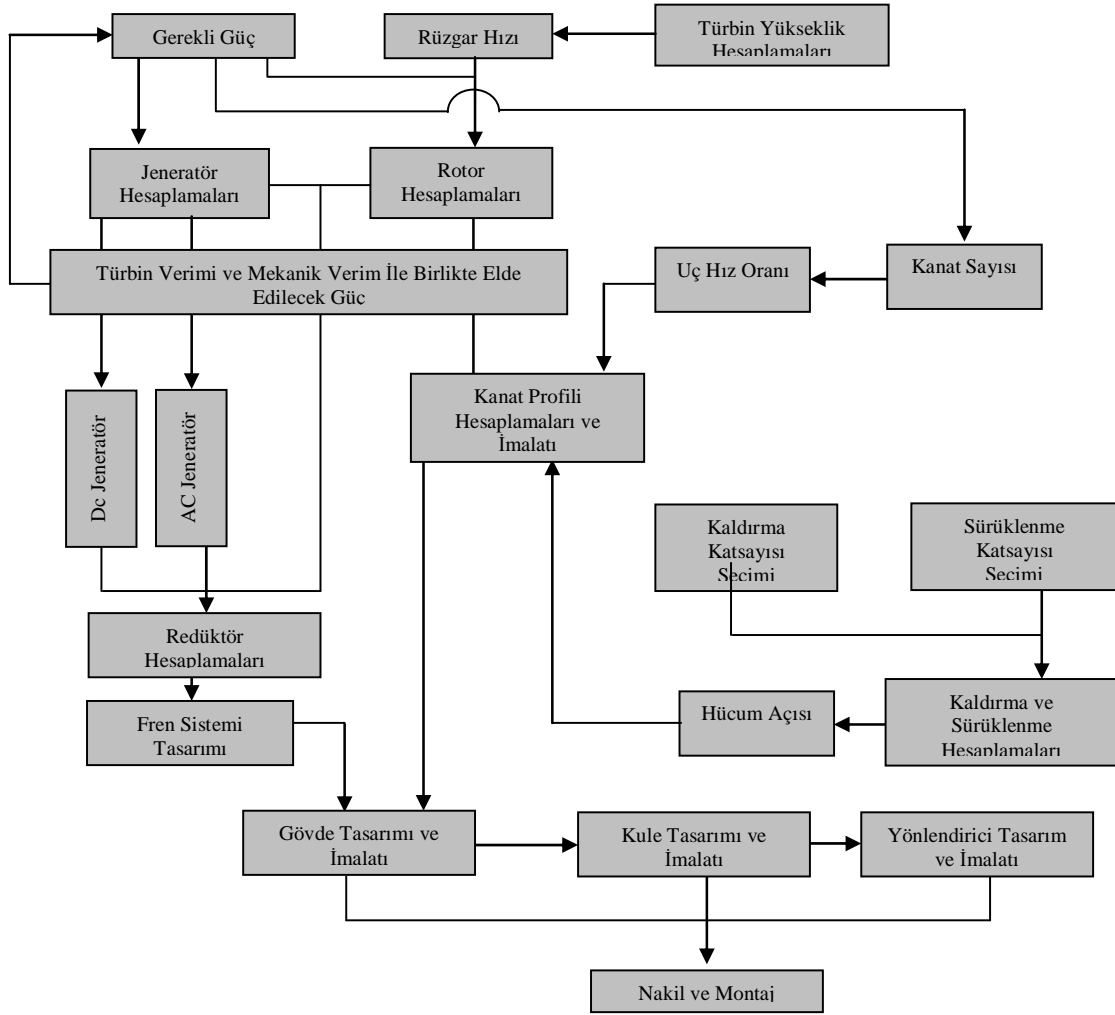 Gerekli Güç
Rüzgar Hızı
Türbin Yükseklik
Hesaplamaları
Jeneratör
Hesaplamaları
Rotor
Hesaplamaları
Türbin Verimi ve Mekanik Verim İle Birlikte Elde
Edilecek Güç
Uç Hız Oranı
Kanat Sayısı
Kanat Profili
Hesaplamaları ve
İmalatı
Dc Jeneratör
AC Jeneratör
Kaldırma
Katsayısı
Seçimi
Sürüklenme
Katsayısı
Seçimi
Redüktör
Hesaplamaları
Fren Sistemi
Tasarımı
Hücum Açısı
Kaldırma ve
Sürüklenme
Hesaplamaları
Gövde Tasarımı ve
İmalatı
Kule Tasarımı ve
İmalatı
Yönlendirici Tasarım
ve İmalatı
Nakil ve Montaj